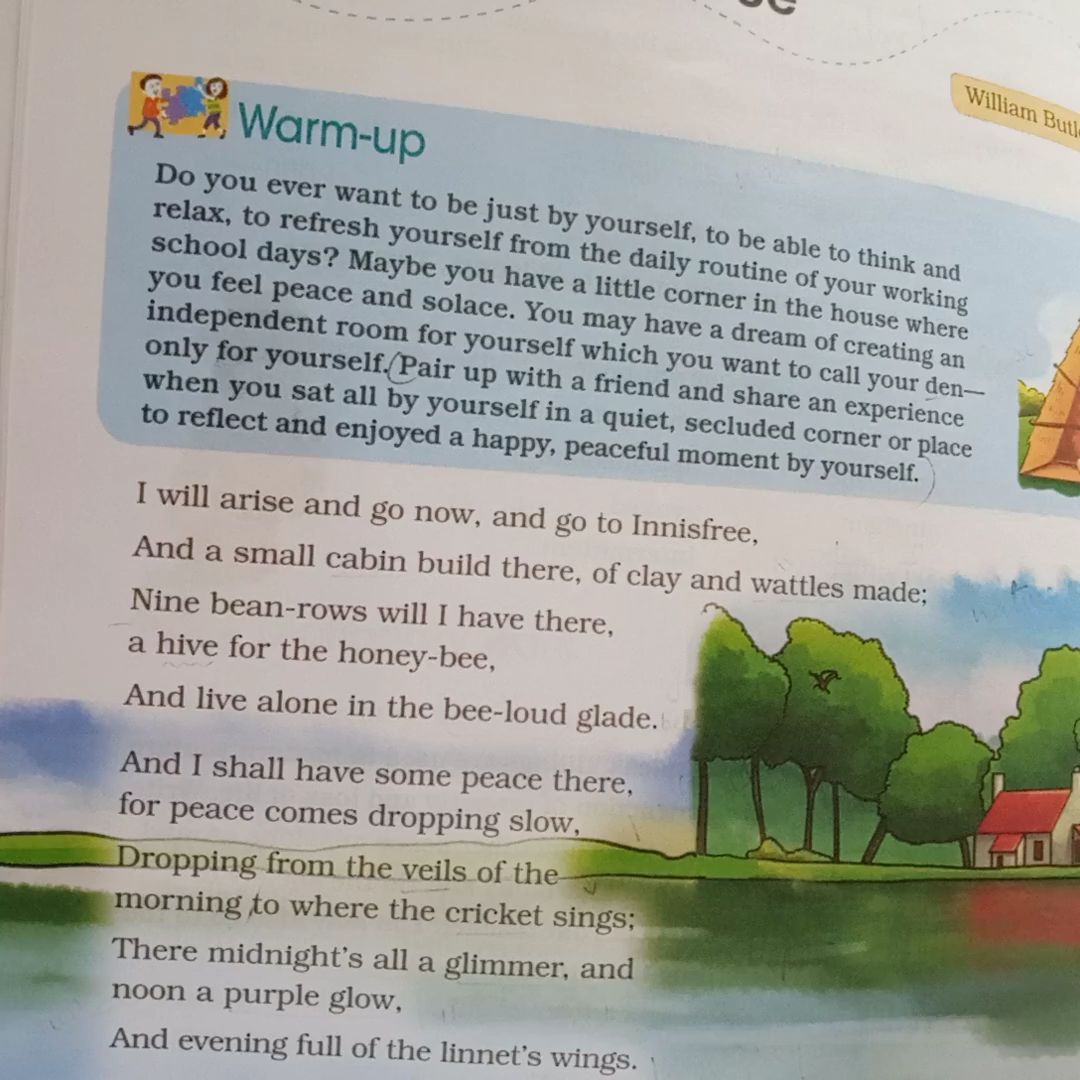 William
Warm-up
Do you ever want to be just by yourself, to be able to think and
relax, to refresh yourself from the daily routine of your working
school days? Maybe you have a little corner in the house where
you feel peace and solace. You may have a dream of creating an
independent room for yourself which you want to call your den—
only for yourself. Pair up with a friend and share an experience
when you sat all by yourself in a quiet, secluded corner or place
to reflect and enjoyed a happy, peaceful moment by yourself.
I will arise and go now, and go to Innisfree,
And a small cabin build there, of clay and wattles made;
Nine bean-rows will I have there,
a hive for the honey-bee,
And live alone in the bee-loud glade.
And I shall have some peace there,
for peace comes dropping slow,
Dropping from the veils of the
morning to where the cricket sings;
There midnight's all a glimmer, and
noon a purple glow,
And evening full of the linnet's wings.